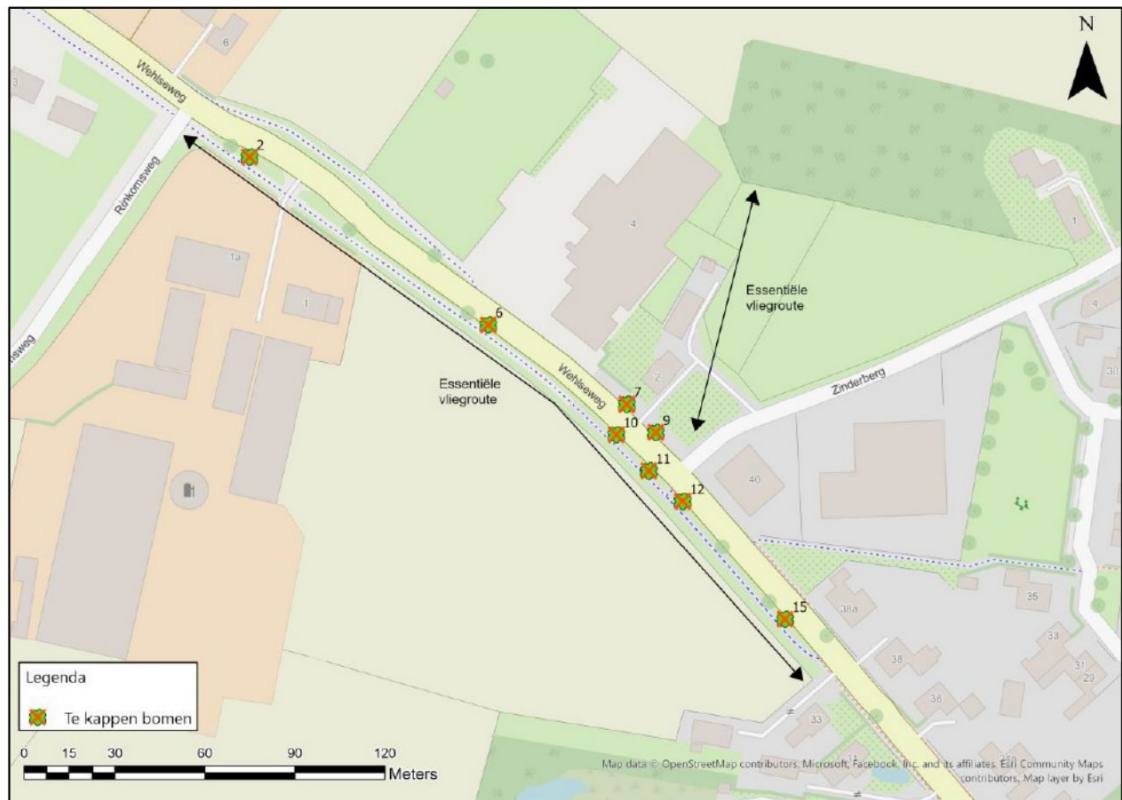 N
6
3
Wehlseweg
2
Rinkomsweg
4
1
1a
1
Essentiële
vliegroute
4
6
Essentiële
vliegroute
Wehlseweg
2
7
Zinderberg
10
9
11
40
12
15
38a
35
38
33
31
29
36
33
Legenda
Te kappen bomen
0 15 30 60 90 120
Meters
Map data © OpenStreetMap contributors, Microsoft, Facebook, Inc. and its affiliates, Esri Community Maps
contributors, Map layer by Esri